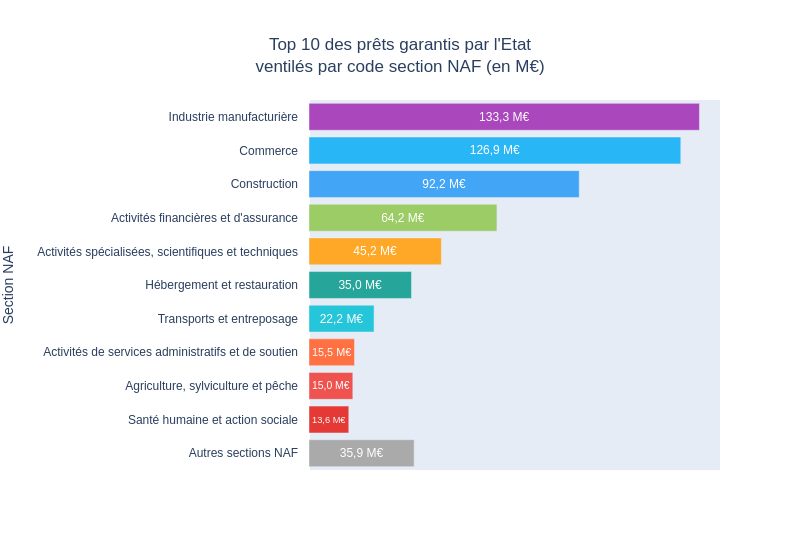 Top 10 des prêts garantis par l'Etat
ventilés par code section NAF (en M€)
Section NAF
Industrie manufacturière 133,3 M€
Commerce 126,9 M€
Construction 92,2 M€
Activités financières et d'assurance 64,2 M€
Activités spécialisées, scientifiques et techniques 45,2 M€
Hébergement et restauration 35,0 M€
Transports et entreposage 22,2 M€
Activités de services administratifs et de soutien 15,5 M€
Agriculture, sylviculture et pêche 15,0 M€
Santé humaine et action sociale 13,6 M€
Autres sections NAF 35,9 M€